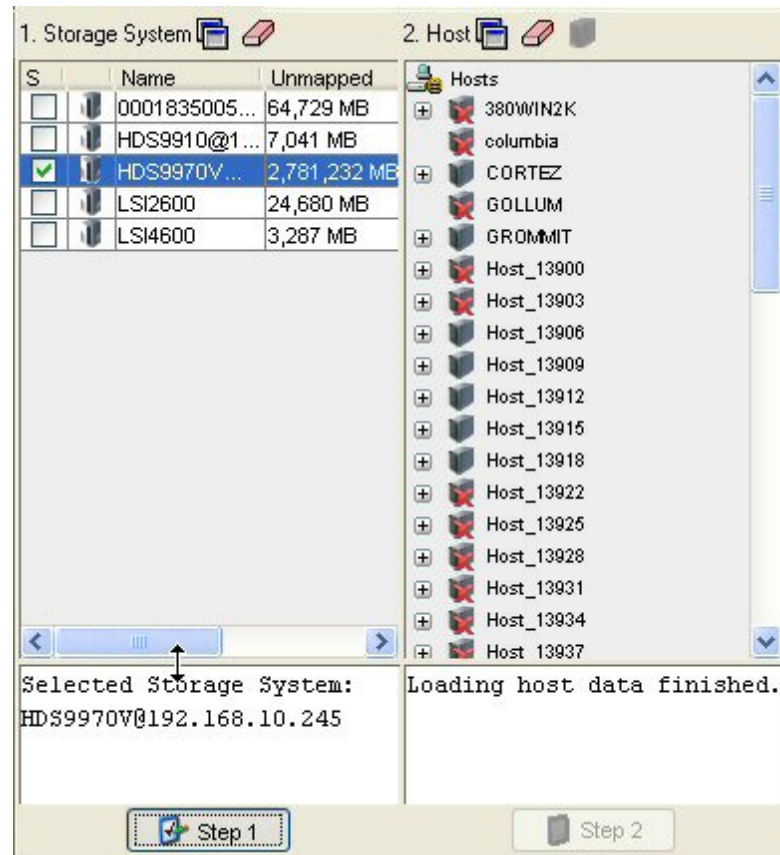 1. Storage System
S Name Unmapped
0001835005... 64,729 MB
HDS9910@1... 7,041 MB
HDS9970V... 2,781,232 MB
LSI2600 24,680 MB
LSI4600 3,287 MB
Selected Storage System:
HDS9970V@192.168.10.245
Step 1
2. Host
Hosts
380WIN2K
columbia
CORTEZ
GOLLUM
GROMMIT
Host_13900
Host_13903
Host_13906
Host_13909
Host_13912
Host_13915
Host_13918
Host_13922
Host_13925
Host_13928
Host_13931
Host_13934
Host_13937
Loading host data finished.
Step 2